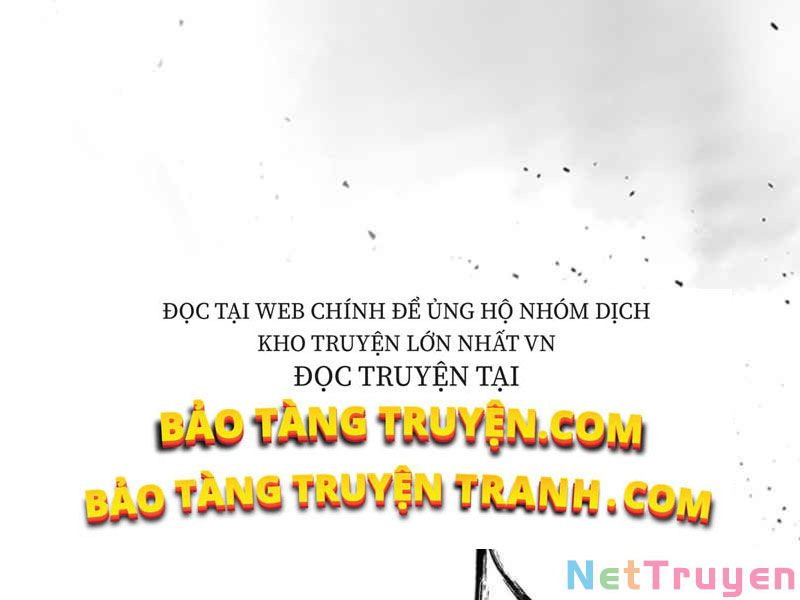 ĐỌC TẠI WEB CHÍNH ĐỂ ỦNG HỘ NHÓM DỊCH
KHO TRUYỆN LỚN NHẤT VN
ĐỌC TRUYỆN TẠI
BẢO TÀNG TRUYỆN.COM
BẢO TÀNG TRUYỆN TRANH.COM
NetTruyen